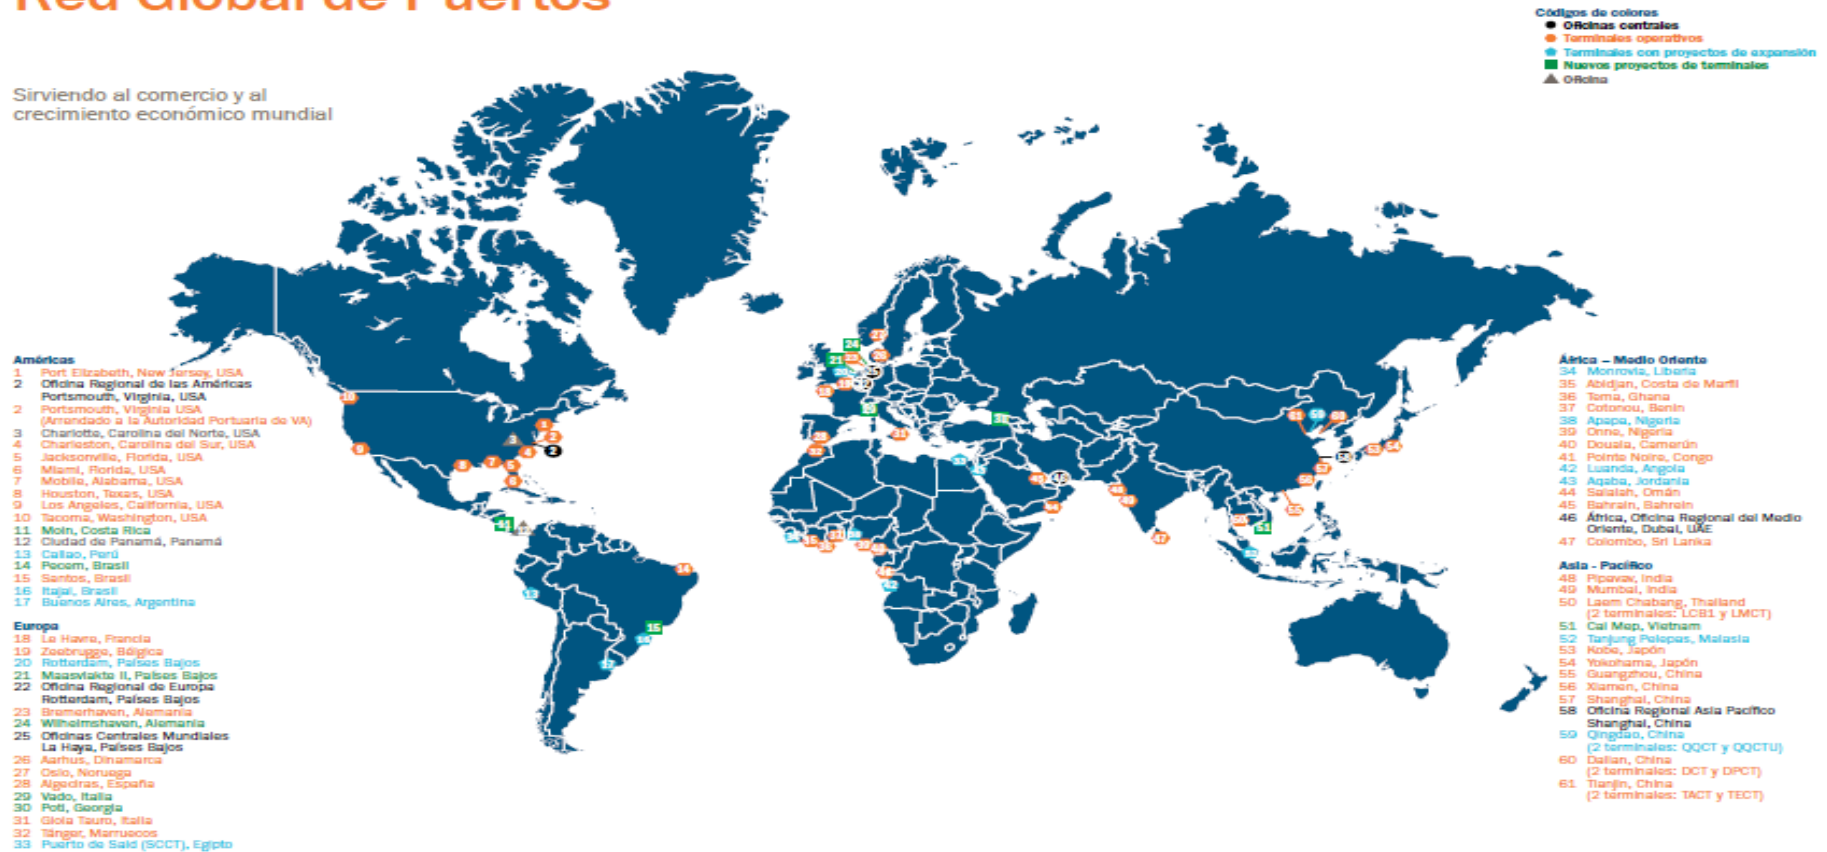 Red Global de Puertos
Sirviendo al comercio y al
crecimiento económico mundial
Códigos de colores
Oficinas centrales
Terminales operativos
Terminales con proyectos de expansión
Nuevos proyectos de terminales
Oficina
Américas
1 Port Elizabeth, New Jersey, USA
2 Oficina Regional de las Américas
Portsmouth, Virginia, USA
2 Portsmouth, Virginia USA
(Arrendado a la Autoridad Portuaria de VA)
3 Charlotte, Carolina del Norte, USA
4 Charleston, Carolina del Sur, USA
5 Jacksonville, Florida, USA
6 Miami, Florida, USA
7 Mobile, Alabama, USA
8 Houston, Texas, USA
9 Los Angeles, California, USA
10 Tacoma, Washington, USA
11 Moin, Costa Rica
12 Ciudad de Panamá, Panamá
13 Callao, Perú
14 Pecem, Brasil
15 Santos, Brasil
16 Itajai, Brasil
17 Buenos Aires, Argentina
Europa
18 Le Havre, Francia
19 Zeebrugge, Bélgica
20 Rotterdam, Países Bajos
21 Maasvlakte II, Países Bajos
22 Oficina Regional de Europa
Rotterdam, Países Bajos
23 Bremerhaven, Alemania
24 Wilhelmshaven, Alemania
25 Oficinas Centrales Mundiales
La Haya, Países Bajos
26 Aarhus, Dinamarca
27 Oslo, Noruega
28 Algeciras, España
29 Vado, Italia
30 Poti, Georgia
31 Gioia Tauro, Italia
32 Tánger, Marruecos
33 Puerto de Said (SCCT), Egipto
África – Medio Oriente
34 Monrovia, Liberia
35 Abidjan, Costa de Marfil
36 Tema, Ghana
37 Cotonou, Benin
38 Apapa, Nigeria
39 Onne, Nigeria
40 Douala, Camerún
41 Pointe Noire, Congo
42 Luanda, Angola
43 Aqaba, Jordania
44 Salalah, Omán
45 Bahrain, Bahrein
46 África, Oficina Regional del Medio
Oriente, Dubai, UAE
47 Colombo, Sri Lanka
Asia - Pacífico
48 Pipavav, India
49 Mumbai, India
50 Laem Chabang, Thailand
(2 terminales: LCB1 y LMCT)
51 Cai Mep, Vietnam
52 Tanjung Pelepas, Malasia
53 Kobe, Japón
54 Yokohama, Japón
55 Guangzhou, China
56 Xiamen, China
57 Shanghai, China
58 Oficina Regional Asia Pacífico
Shanghai, China
59 Qingdao, China
(2 terminales: QQCT y QQCTU)
60 Dalian, China
(2 terminales: DCT y DPCT)
61 Tianjin, China
(2 terminales: TACT y TECT)